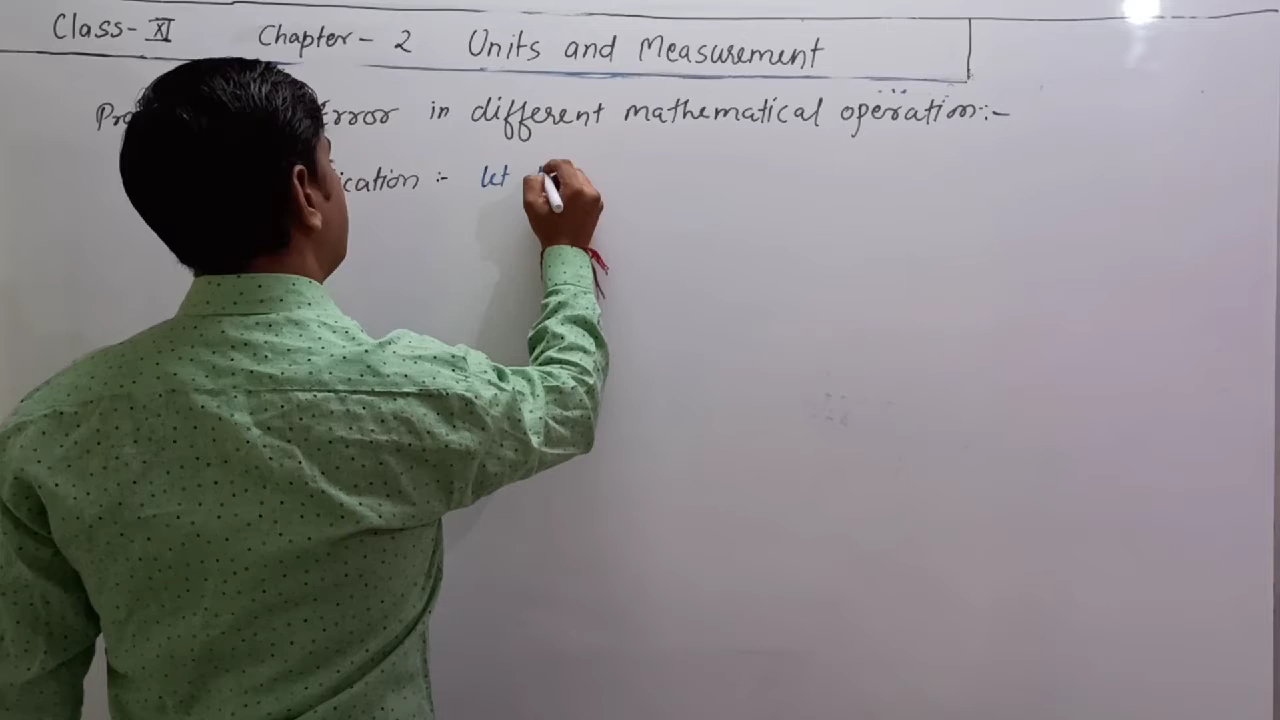 Class- XI Chapter- 2 Units and Measurement
Error in different mathematical operation:-
ication :- let